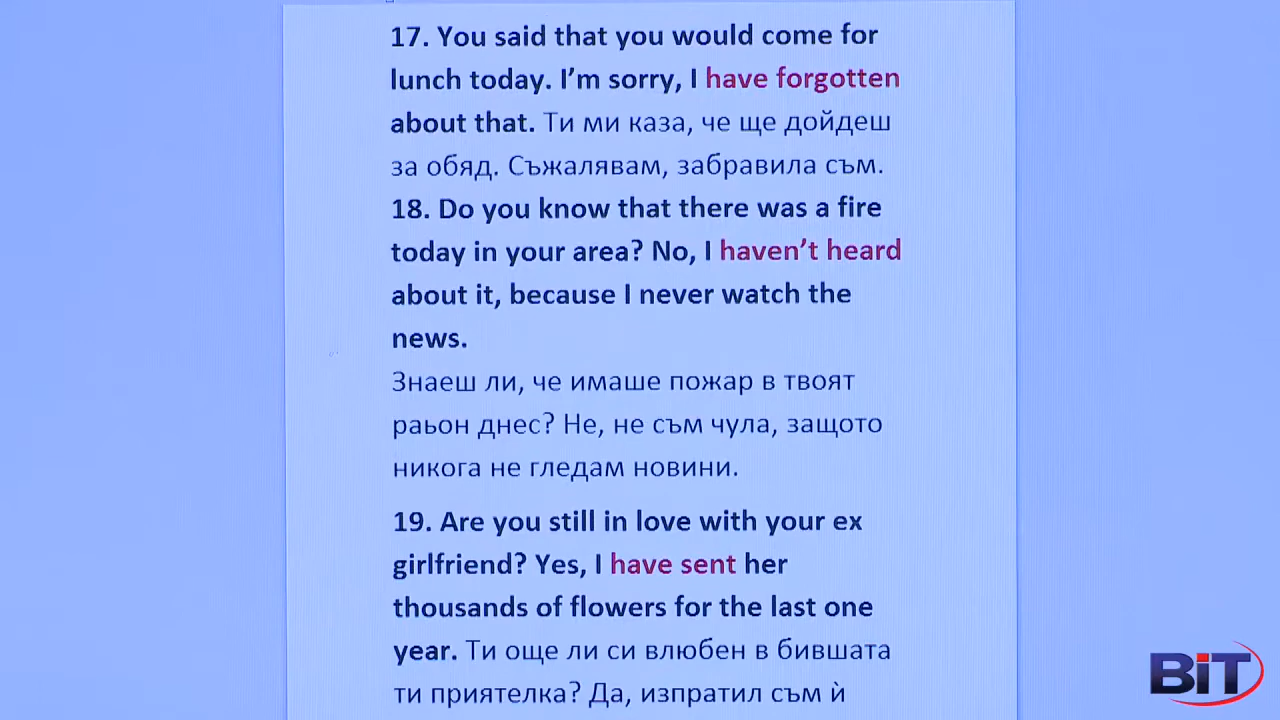 17. You said that you would come for
lunch today. I’m sorry, I have forgotten
about that. Ти ми каза, че ще дойдеш
за обяд. Съжалявам, забравила съм.
18. Do you know that there was a fire
today in your area? No, I haven’t heard
about it, because I never watch the
news.
Знаеш ли, че имаше пожар в твоят
раьон днес? Не, не съм чула, защото
никога не гледам новини.
19. Are you still in love with your ex
girlfriend? Yes, I have sent her
thousands of flowers for the last one
year. Ти още ли си влюбен в бившата
ти приятелка? Да, изпратил съм ѝ
BiT